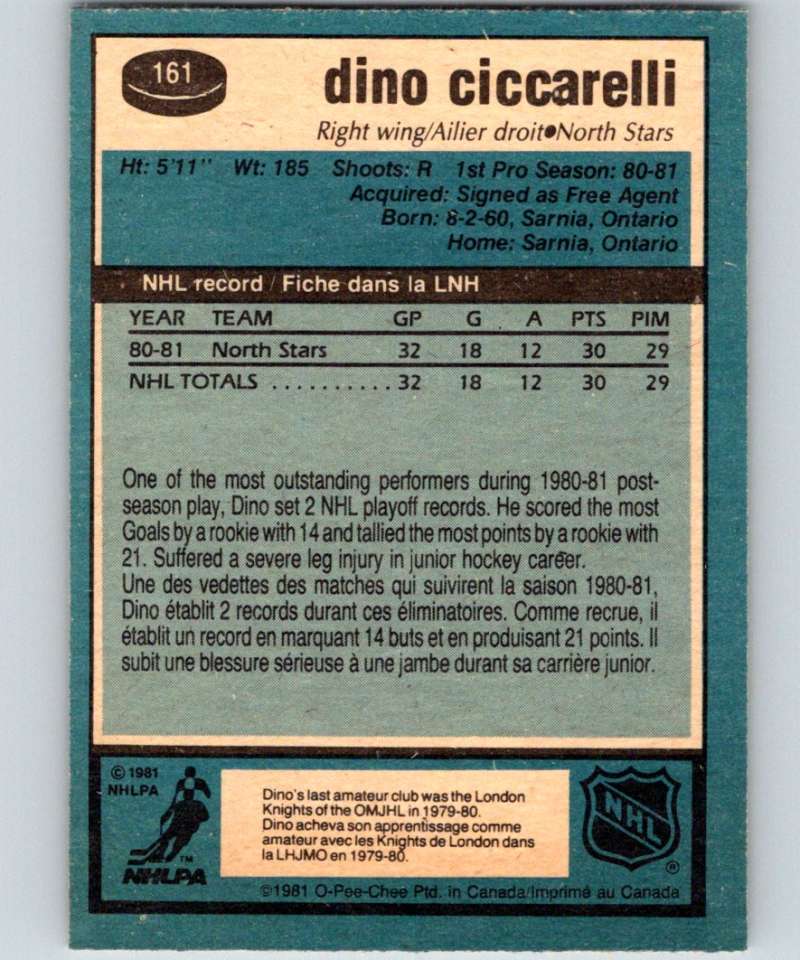 161
dino ciccarelli
Right wing/Ailier droit•North Stars
Ht: 5'11" Wt: 185 Shoots: R 1st Pro Season: 80-81
Acquired: Signed as Free Agent
Born: 8-2-60, Sarnia, Ontario
Home: Sarnia, Ontario
NHL record / Fiche dans la LNH
YEAR TEAM GP G A PTS PIM
80-81 North Stars 32 18 12 30 29
NHL TOTALS .......... 32 18 12 30 29
One of the most outstanding performers during 1980-81 post-
season play, Dino set 2 NHL playoff records. He scored the most
Goals by a rookie with 14 and tallied the most points by a rookie with
21. Suffered a severe leg injury in junior hockey career.
Une des vedettes des matches qui suivirent la saison 1980-81,
Dino établit 2 records durant ces éliminatoires. Comme recrue, il
établit un record en marquant 14 buts et en produisant 21 points. Il
subit une blessure sérieuse à une jambe durant sa carrière junior.
© 1981
NHLPA
TM
NHLPA
Dino's last amateur club was the London
Knights of the OMJHL in 1979-80.
Dino acheva son apprentissage comme
amateur avec les Knights de London dans
la LHJMO en 1979-80.
NHL
®
©1981 O-Pee-Chee Ptd. in Canada/Imprimé au Canada